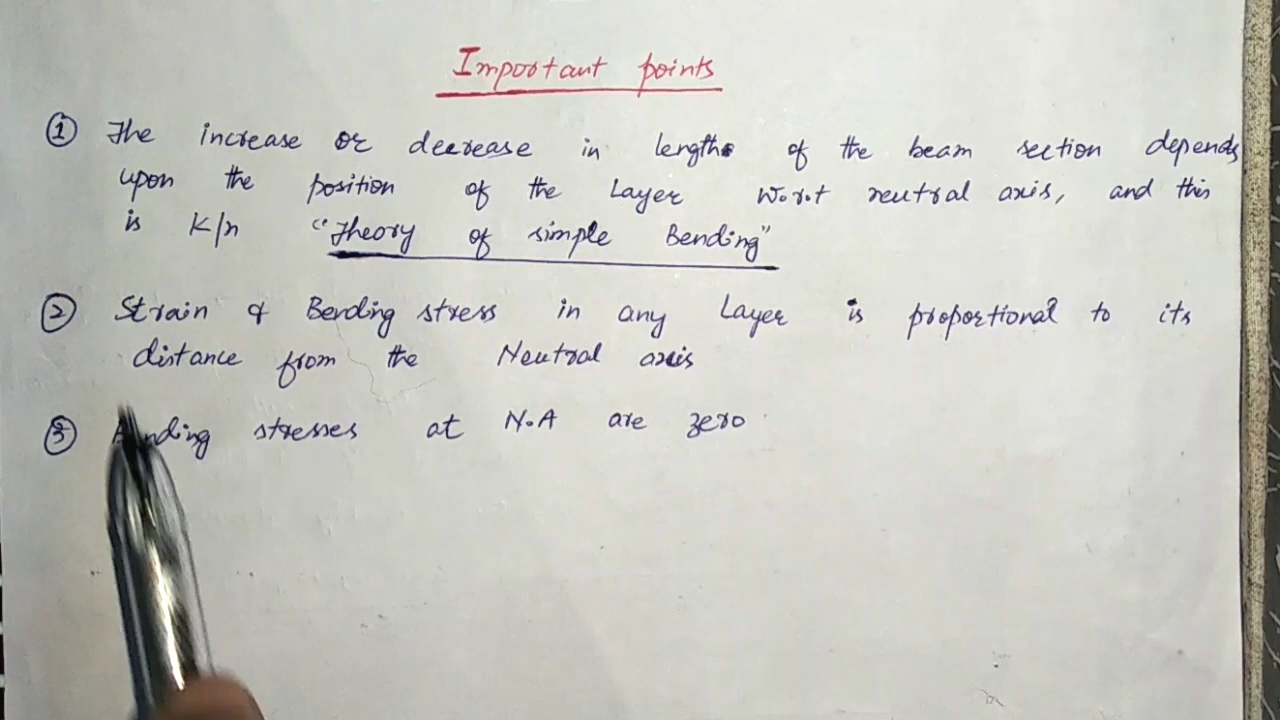 Important points
① The increase or decrease in length of the beam section depends
upon the position of the Layer W.r.t neutral axis, and this
is K/n "Theory of simple Bending"
② Strain & Bending stress in any Layer is proportional to its
distance from the Neutral axis
③ stresses at N.A are zero